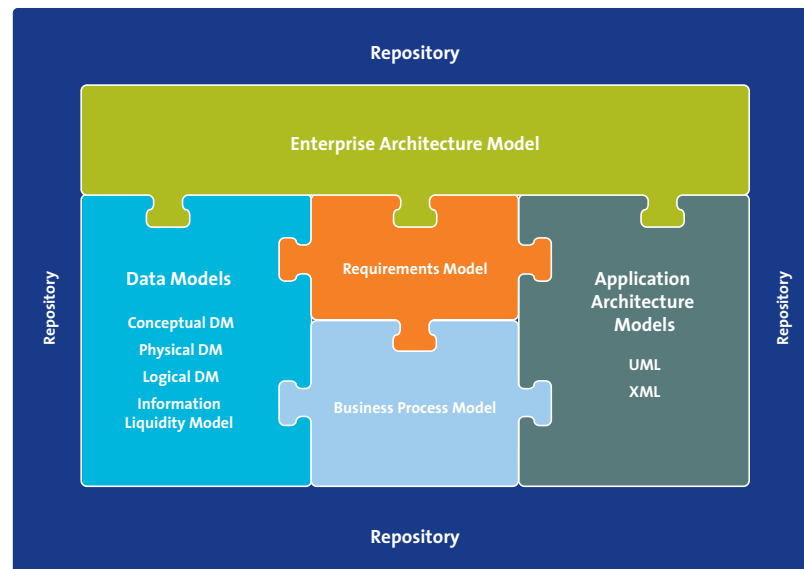 Repository
Enterprise Architecture Model
Repository
Data Models
Conceptual DM
Physical DM
Logical DM
Information
Liquidity Model
Requirements Model
Business Process Model
Application
Architecture
Models
UML
XML
Repository
Repository